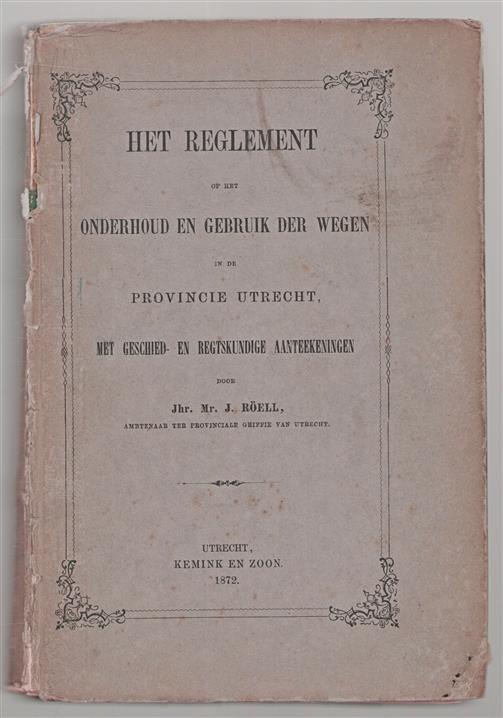 HET REGLEMENT
OP HET
ONDERHOUD EN GEBRUIK DER WEGEN
IN DE
PROVINCIE UTRECHT,
MET GESCHIED- EN REGTSKUNDIGE AANTEEKENINGEN
DOOR
Jhr. Mr. J. RÖELL,
AMBTENAAR TER PROVINCIALE GRIFFIE VAN UTRECHT.
UTRECHT,
KEMINK EN ZOON.
1872.